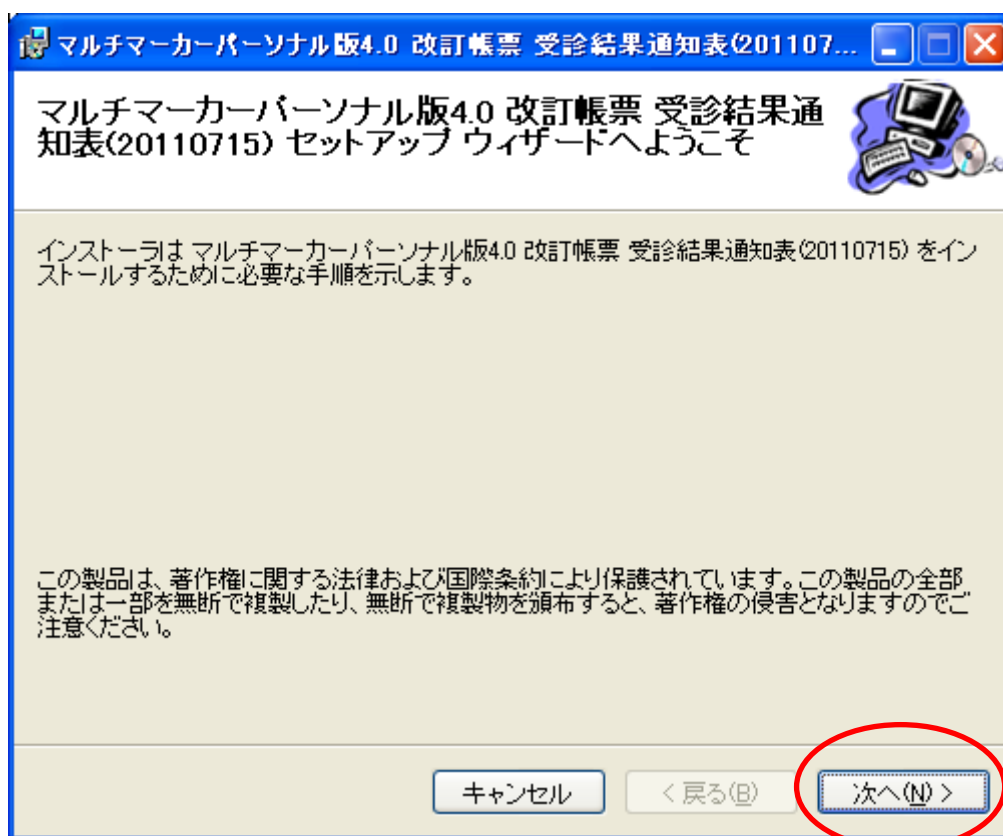 マルチマーカーパーソナル版4.0 改訂帳票 受診結果通知表(201107...
マルチマーカーパーソナル版4.0 改訂帳票 受診結果通
知表(20110715) セットアップ ウィザードへようこそ
インストーラは マルチマーカーパーソナル版4.0 改訂帳票 受診結果通知表(20110715) をイン
ストールするために必要な手順を示します。
この製品は、著作権に関する法律および国際条約により保護されています。この製品の全部
または一部を無断で複製したり、無断で複製物を頒布すると、著作権の侵害となりますのでご
注意ください。
キャンセル
< 戻る(B)
次へ(N) >